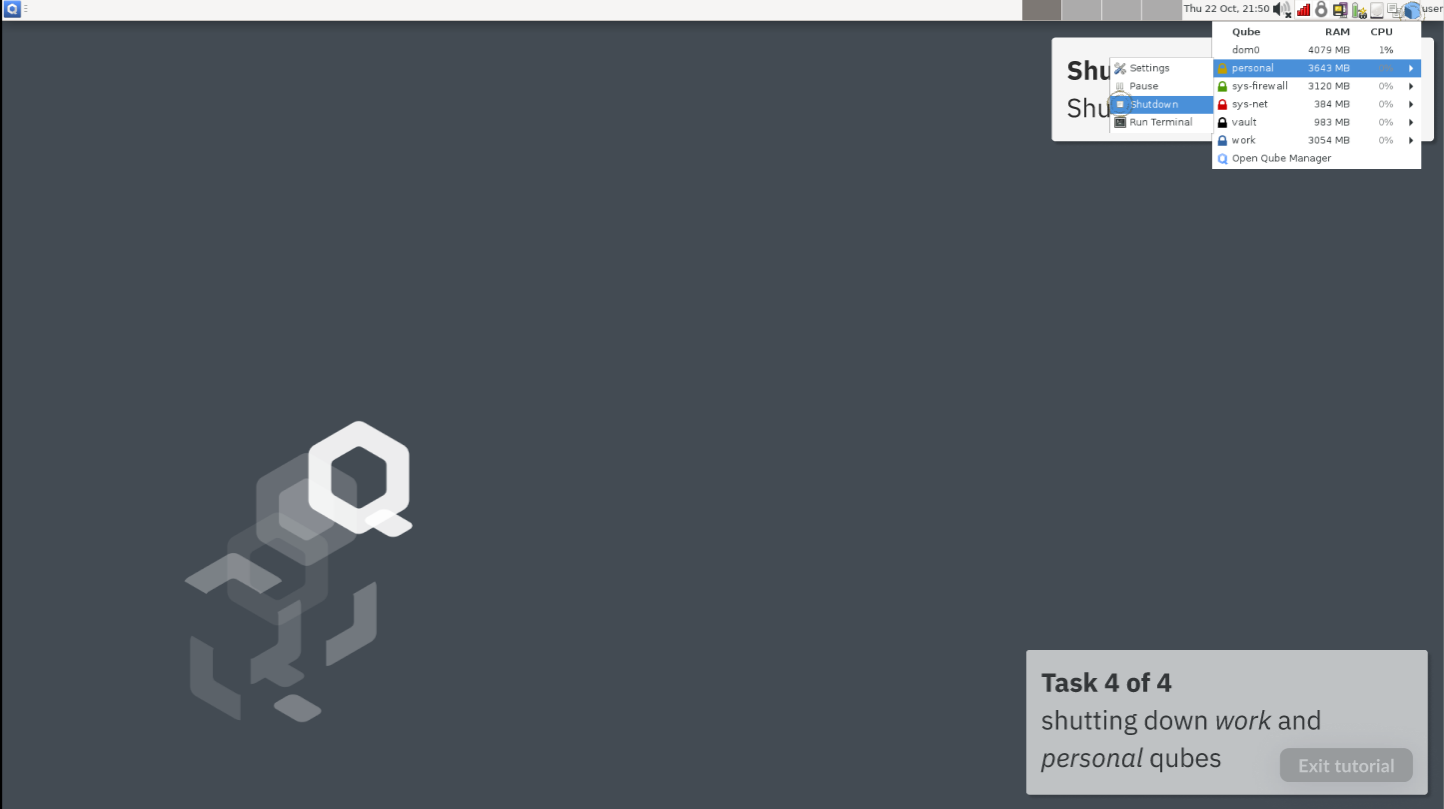 Thu 22 Oct, 21:50 user
Qube RAM CPU
dom0 4079 MB 1%
personal 3643 MB 0%
sys-firewall 3120 MB 0%
sys-net 384 MB 0%
vault 983 MB 0%
work 3054 MB 0%
Open Qube Manager
Settings
Pause
Shutdown
Run Terminal
Shu
Shu
Task 4 of 4
shutting down work and
personal qubes
Exit tutorial